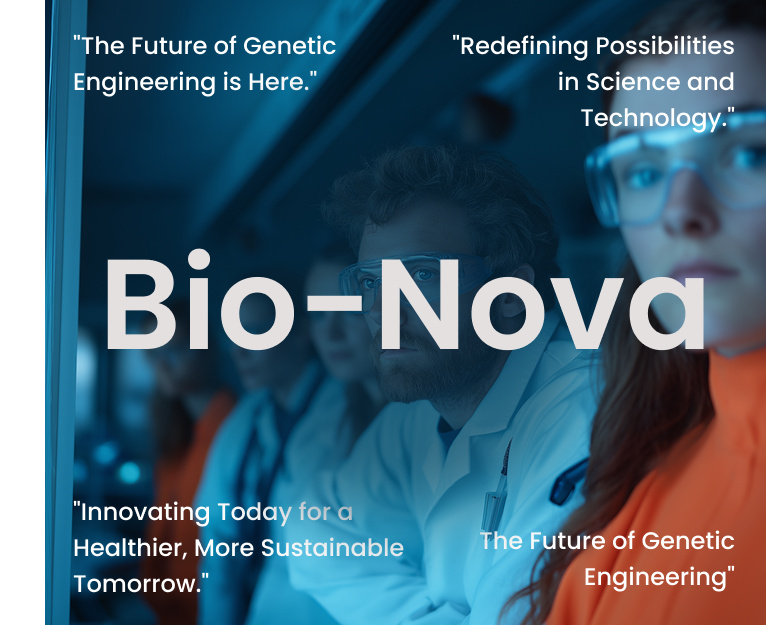 "The Future of Genetic
Engineering is Here."
"Redefining Possibilities
in Science and
Technology."
Bio-Nova
"Innovating Today for a
Healthier, More Sustainable
Tomorrow."
The Future of Genetic
Engineering"